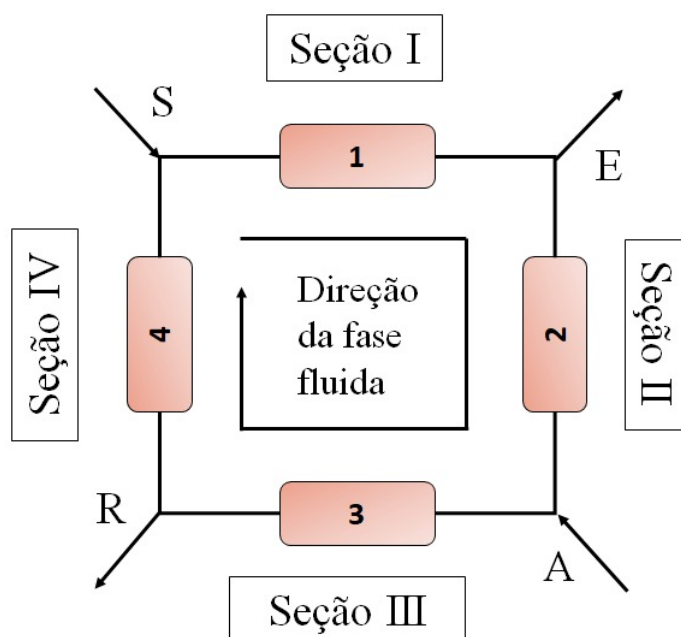 Seção I
S
1
E
Seção IV
4
Direção
da fase
fluida
2
Seção II
R
3
A
Seção III